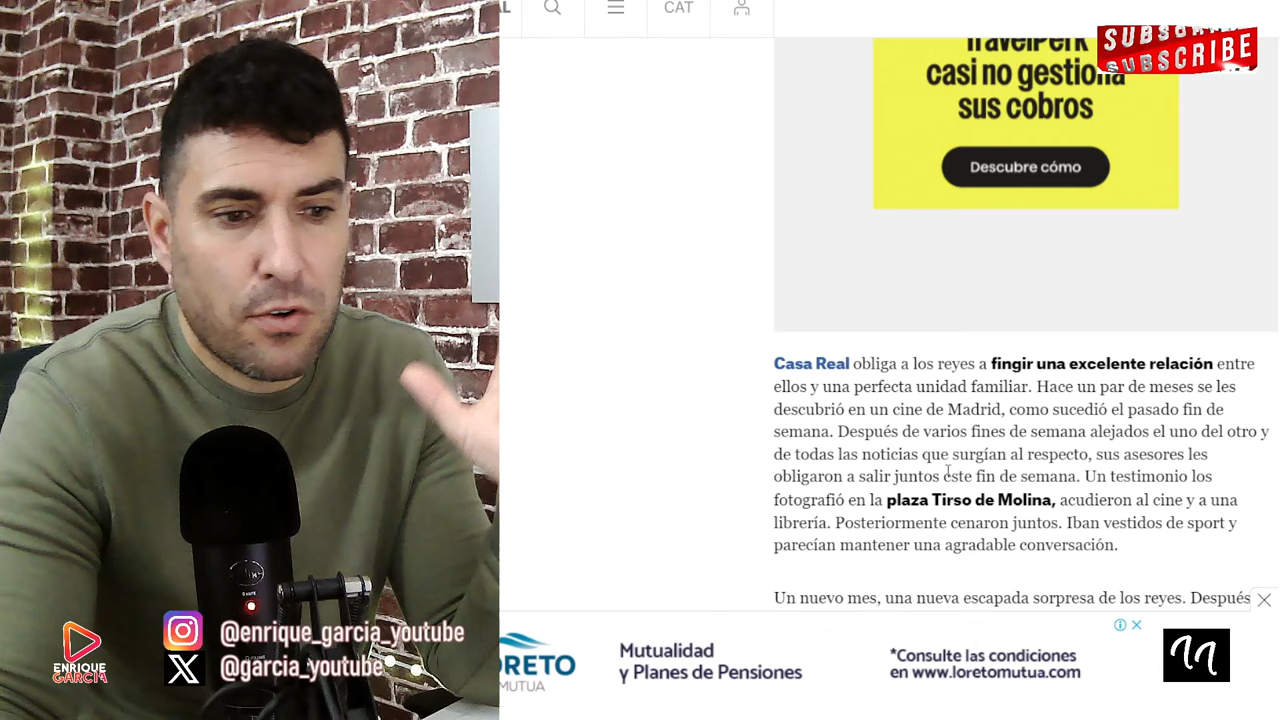 AL
CAT
SUBSCRIBE
SUBSCRIBE
TravelPerk
casi no gestiona
sus cobros
Descubre cómo
Casa Real obliga a los reyes a fingir una excelente relación entre
ellos y una perfecta unidad familiar. Hace un par de meses se les
descubrió en un cine de Madrid, como sucedió el pasado fin de
semana. Después de varios fines de semana alejados el uno del otro y
de todas las noticias que surgían al respecto, sus asesores les
obligaron a salir juntos este fin de semana. Un testimonio los
fotografió en la plaza Tirso de Molina, acudieron al cine y a una
librería. Posteriormente cenaron juntos. Iban vestidos de sport y
parecían mantener una agradable conversación.
Un nuevo mes, una nueva escapada sorpresa de los reyes. Después
ENRIQUE
GARCIA
@enrique_garcia_youtube
@garcia_youtube
LORETO
MUTUA
Mutualidad
y Planes de Pensiones
*Consulte las condiciones
en www.loretomutua.com